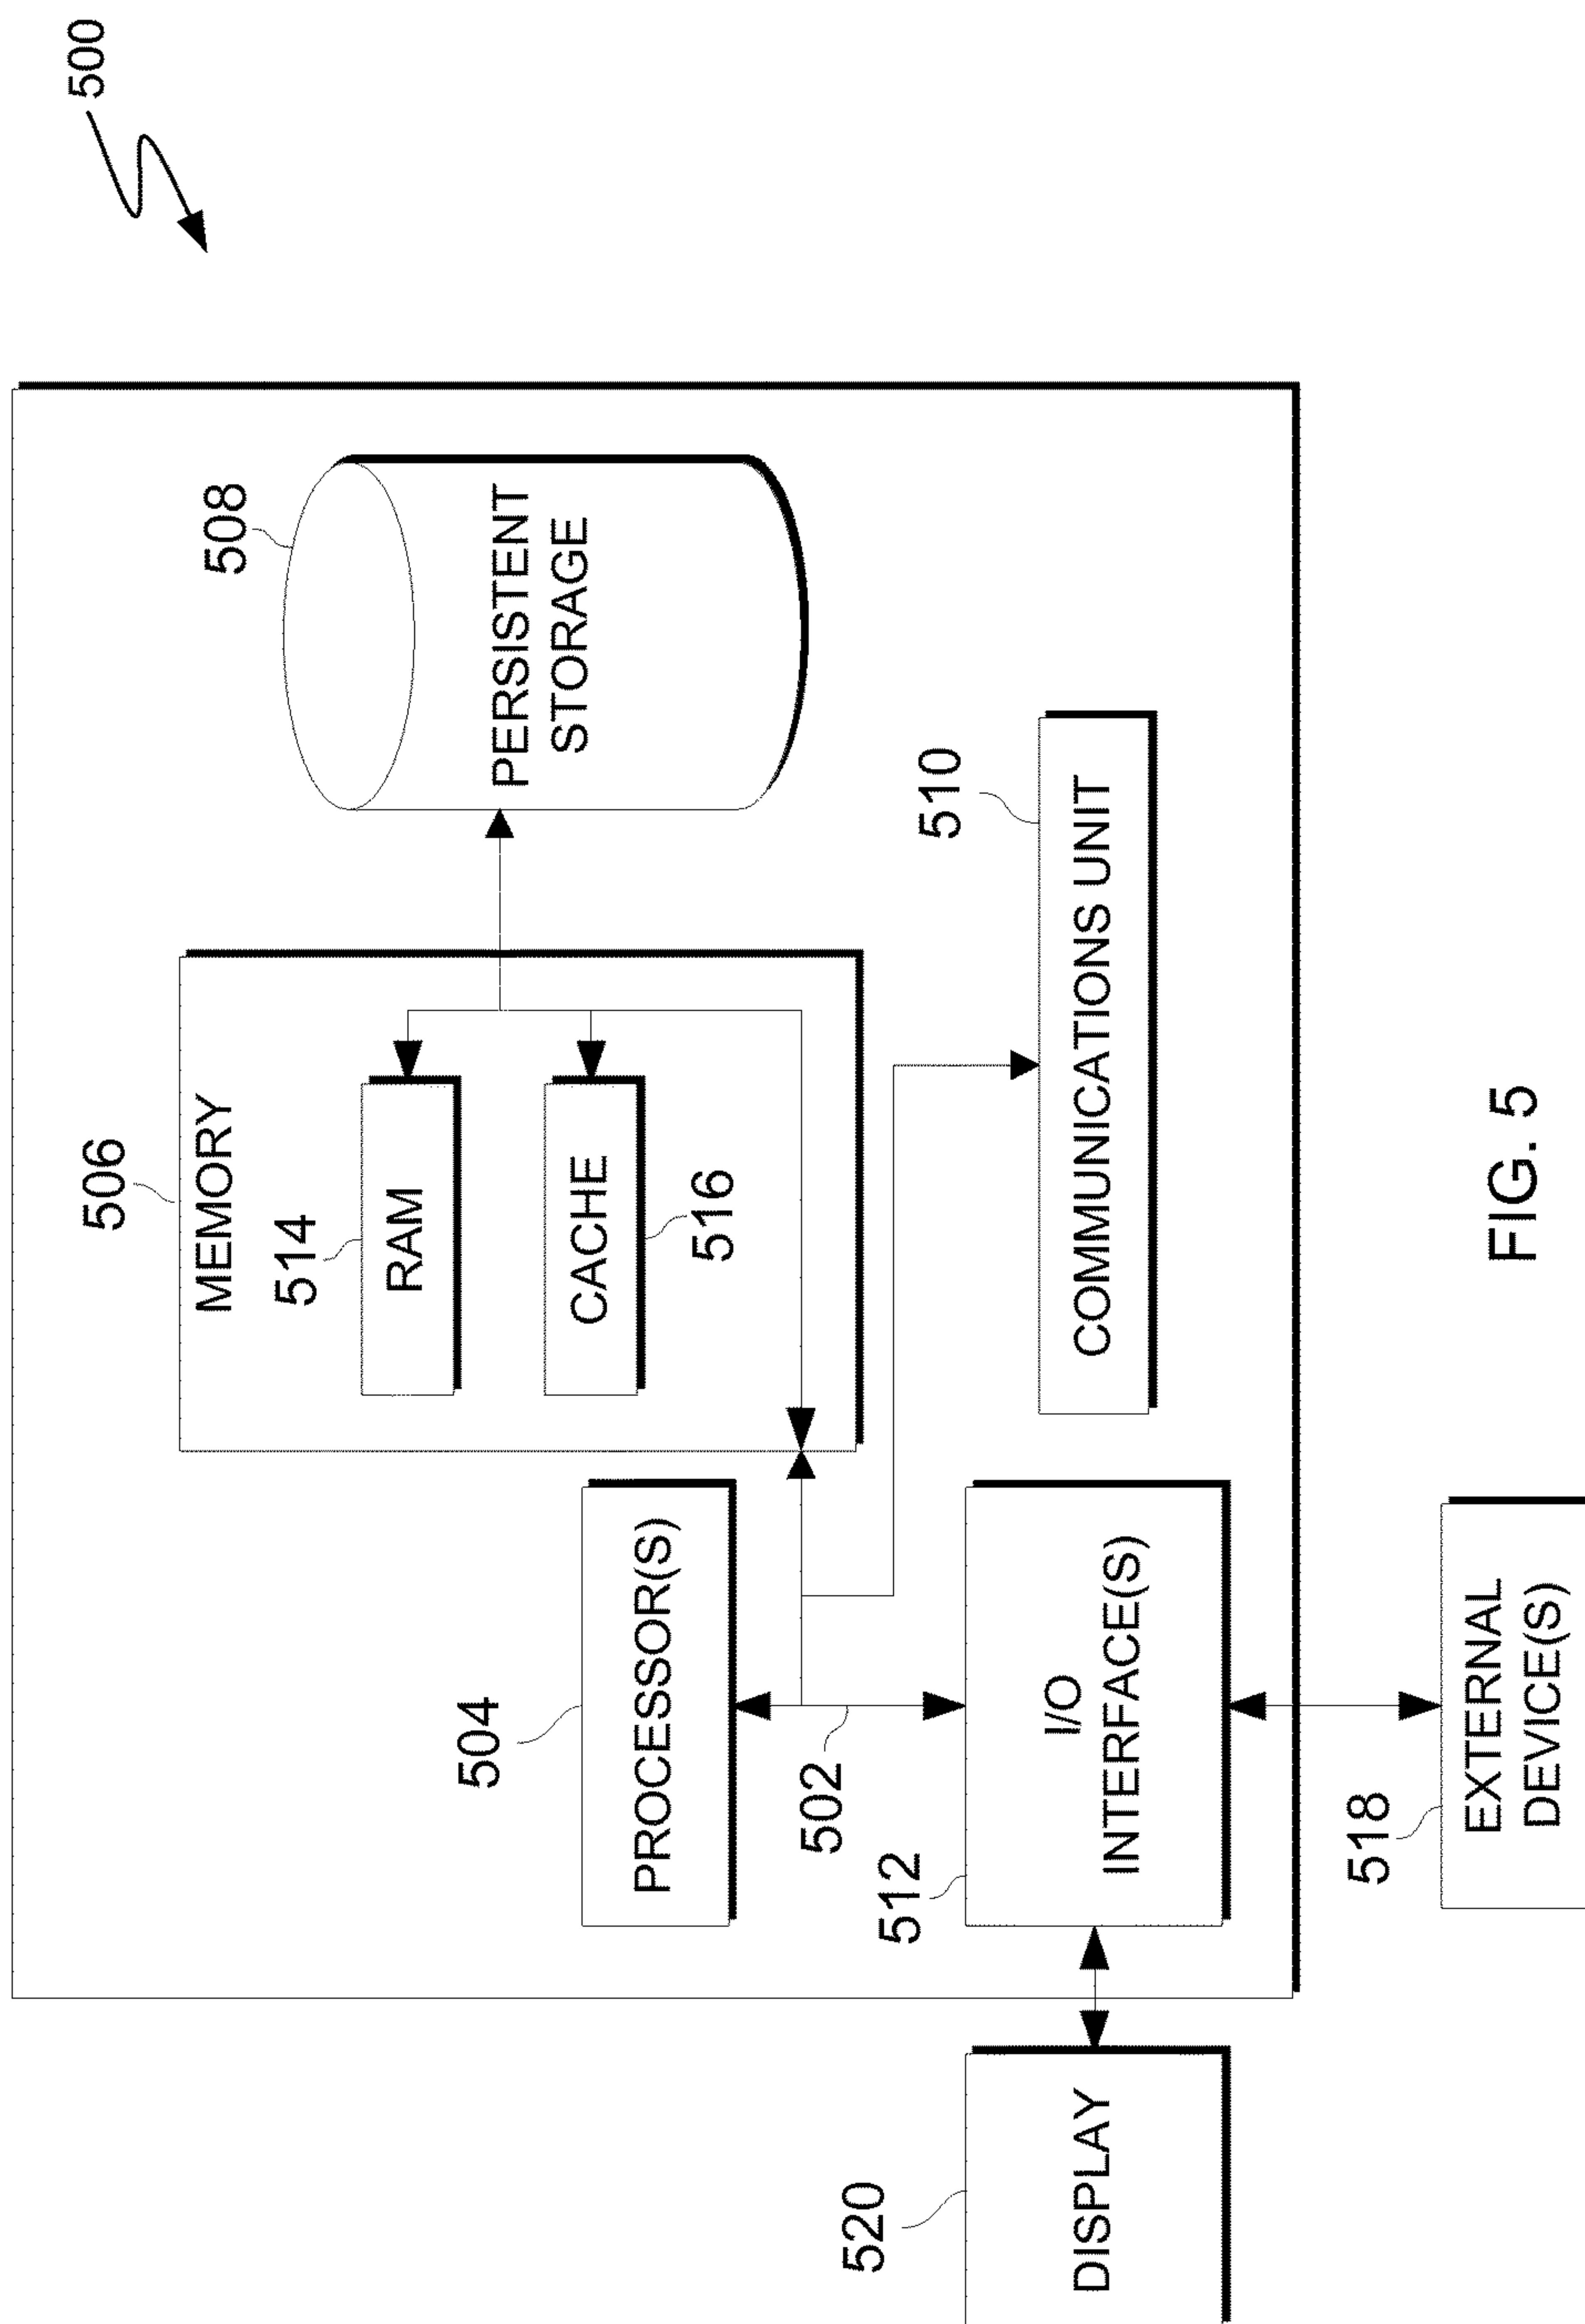 500
506
508
MEMORY
514
RAM
PERSISTENT
STORAGE
504
PROCESSOR(S)
CACHE
516
502
510
512
520
DISPLAY
I/O
INTERFACE(S)
COMMUNICATIONS UNIT
518
EXTERNAL
DEVICE(S)
FIG. 5